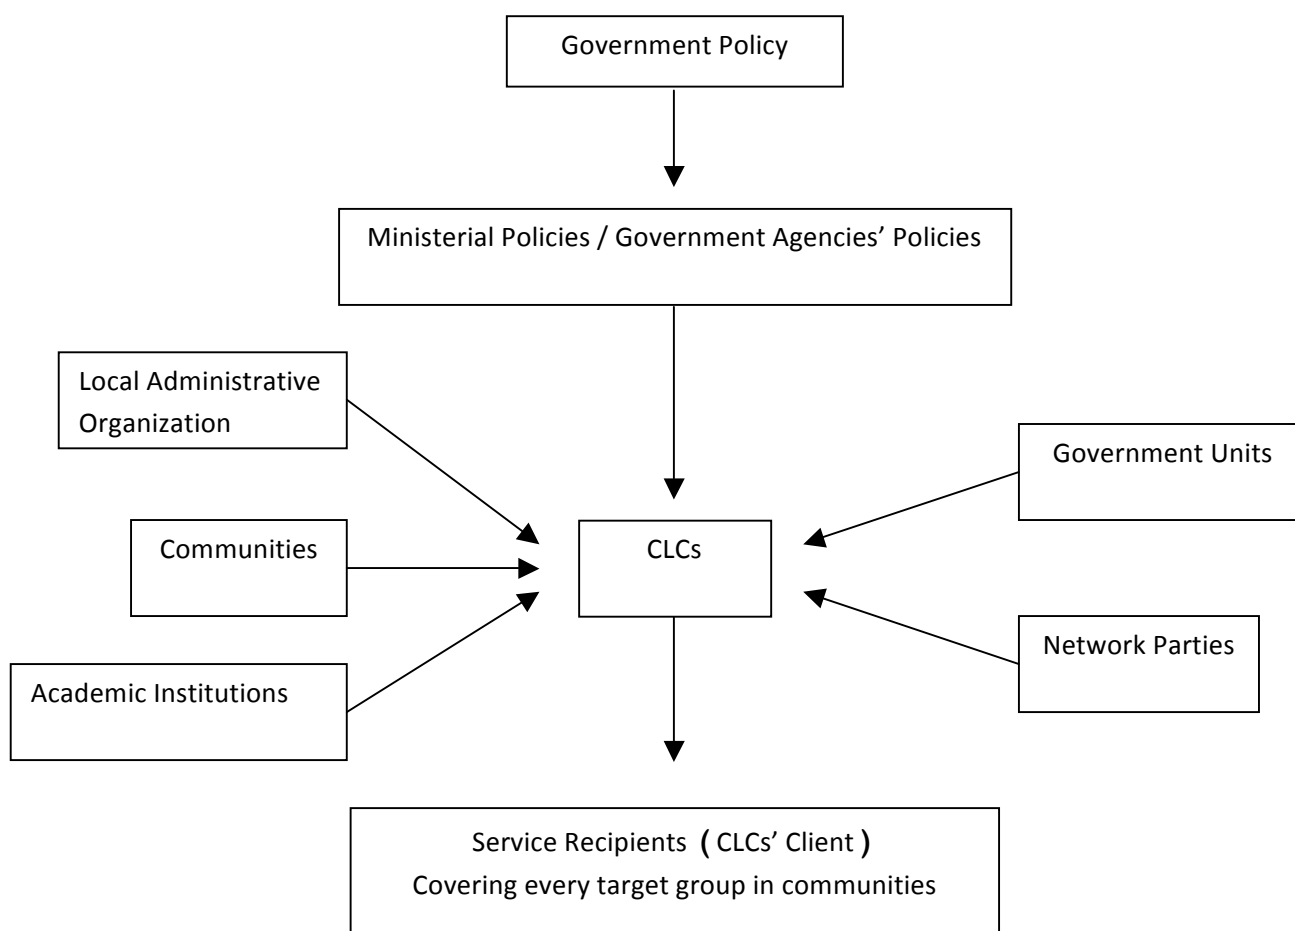 Government Policy
Ministerial Policies / Government Agencies’ Policies
Local Administrative
Organization
Government Units
Communities
CLCs
Network Parties
Academic Institutions
Service Recipients ( CLCs’ Client )
Covering every target group in communities